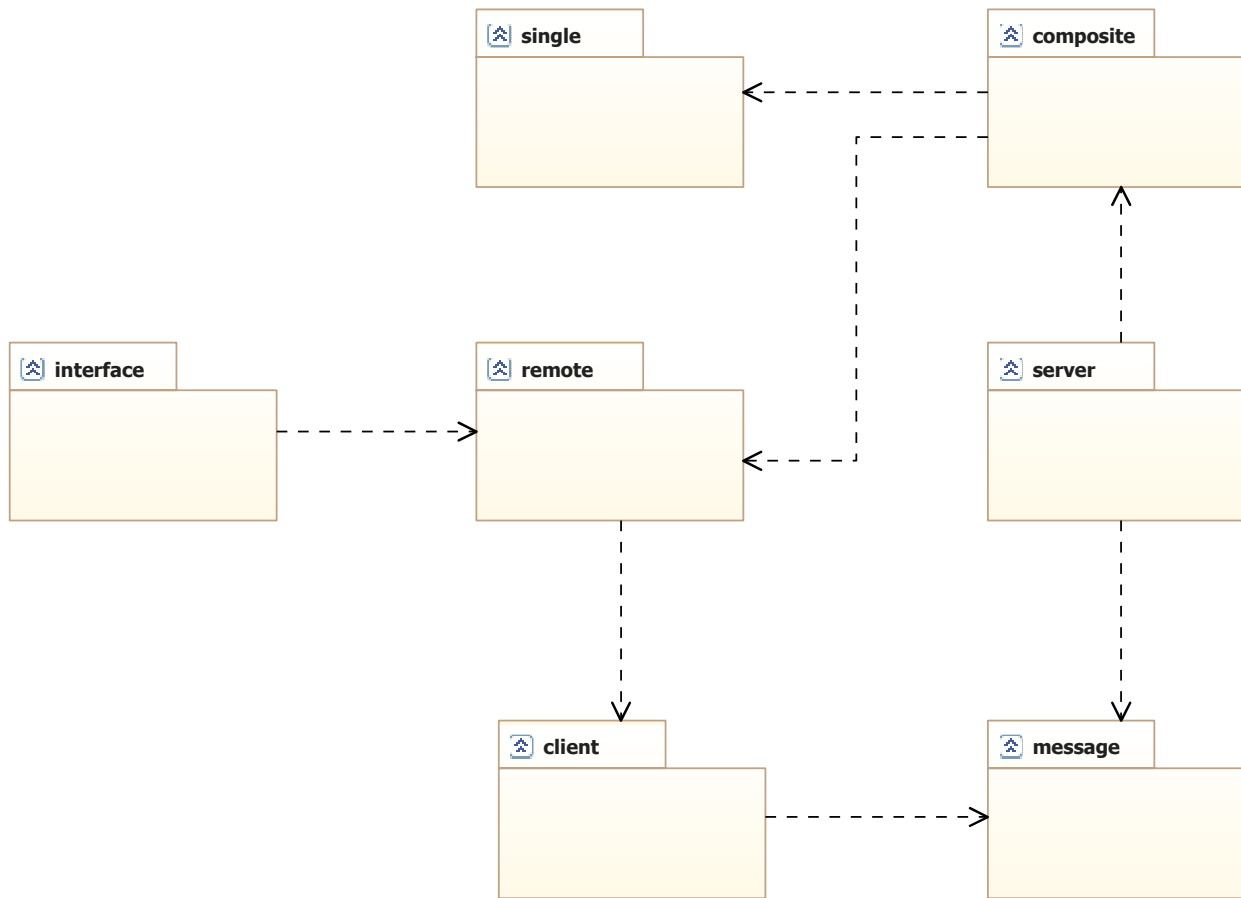 single
composite
interface
remote
server
client
message